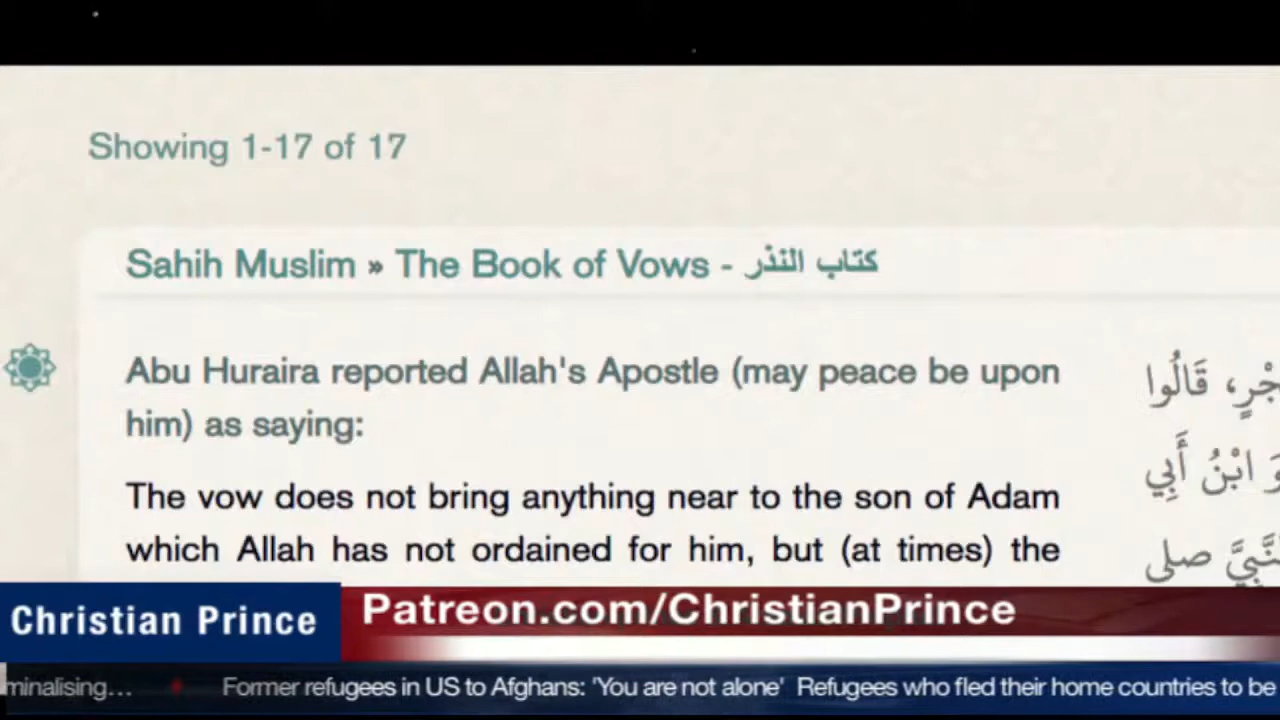 Showing 1-17 of 17
Sahih Muslim » The Book of Vows - كتاب النذر
Abu Huraira reported Allah's Apostle (may peace be upon
him) as saying:
The vow does not bring anything near to the son of Adam
which Allah has not ordained for him, but (at times) the
جْرٍ، قَالُوا
وَ ابْنُ أَبِي
النَّبِيَّ صلى
Christian Prince
Patreon.com/ChristianPrince
minalising... Former refugees in US to Afghans: 'You are not alone' Refugees who fled their home countries to be